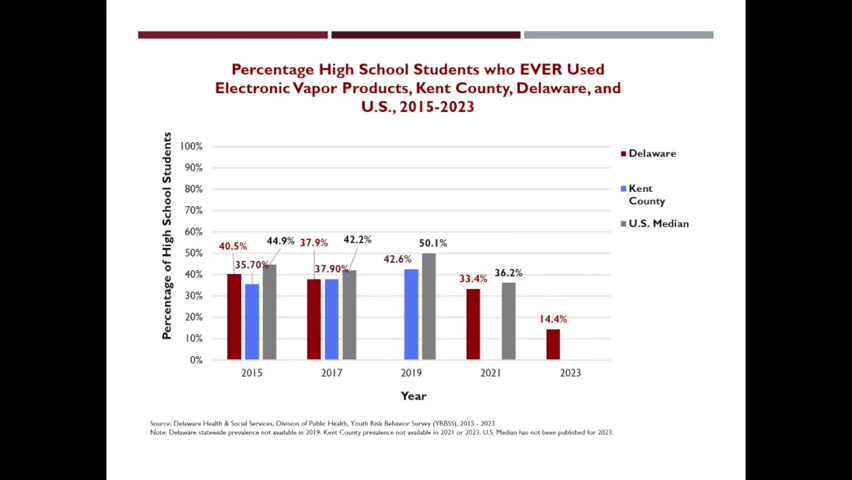 Percentage High School Students who EVER Used
Electronic Vapor Products, Kent County, Delaware, and
U.S., 2015-2023
Percentage of High School Students
100%
90%
80%
70%
60%
50%
40%
30%
20%
10%
0%
40.5%
35.70%
44.9%
37.9%
37.90%
42.2%
42.6%
50.1%
33.4%
36.2%
14.4%
2015
2017
2019
2021
2023
Year
Delaware
Kent
County
U.S. Median
Source: Delaware Health & Social Services, Division of Public Health, Youth Risk Behavior Survey (YRBSS), 2015 - 2023
Note: Delaware statewide prevalence not available in 2019. Kent County prevalence not available in 2021 or 2023. U.S. Median has not been published for 2023.